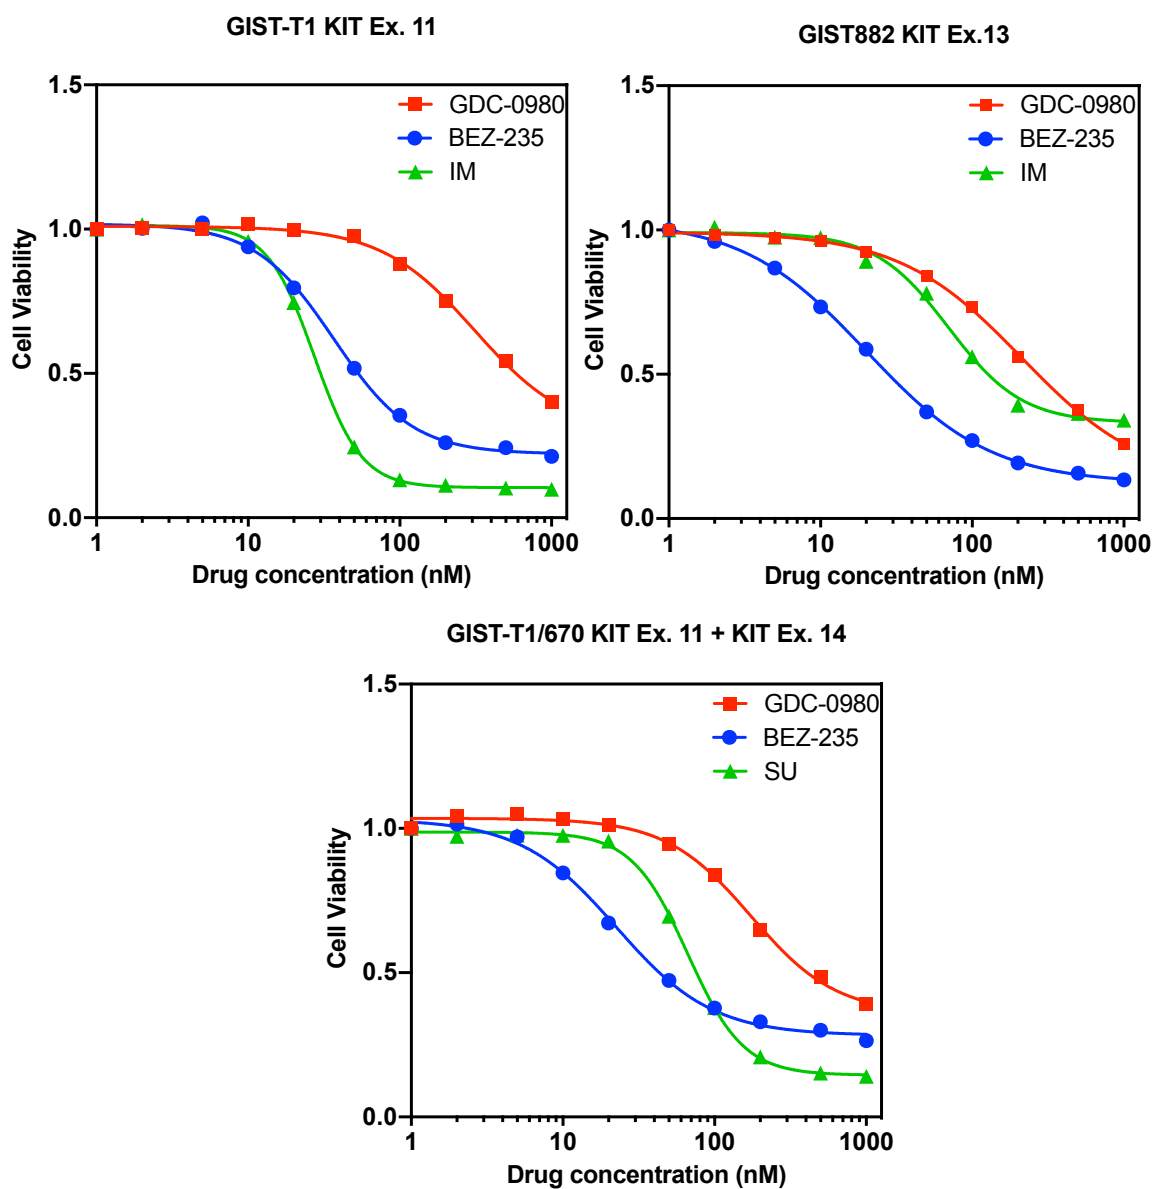 GIST-T1 KIT Ex. 11
1.5
GDC-0980
BEZ-235
IM
1.0
Cell Viability
0.5
0.0
1 10 100 1000
Drug concentration (nM)
GIST882 KIT Ex.13
1.5
GDC-0980
BEZ-235
IM
1.0
Cell Viability
0.5
0.0
1 10 100 1000
Drug concentration (nM)
GIST-T1/670 KIT Ex. 11 + KIT Ex. 14
1.5
GDC-0980
BEZ-235
SU
1.0
Cell Viability
0.5
0.0
1 10 100 1000
Drug concentration (nM)